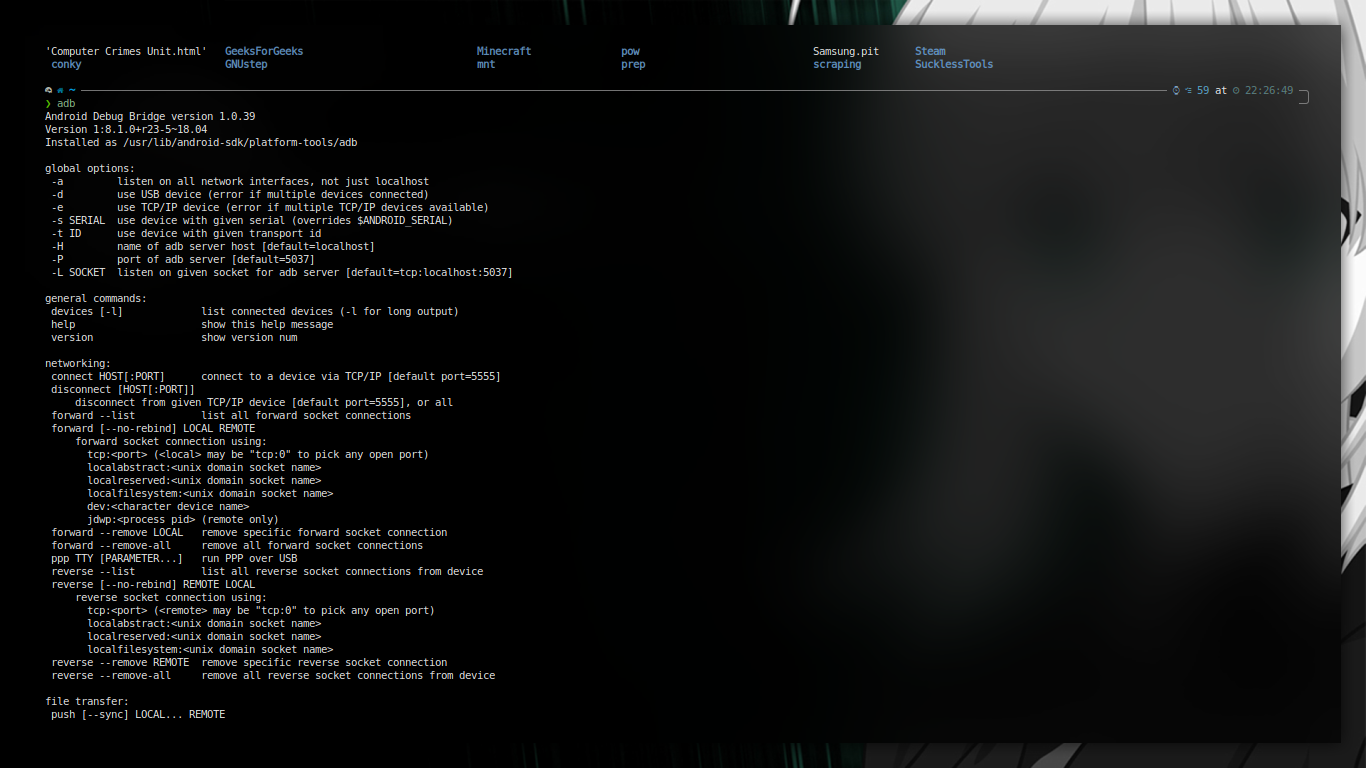 'Computer Crimes Unit.html' GeeksForGeeks Minecraft pow Samsung.pit Steam
conky GNUstep mnt prep scraping SucklessTools
~ 59 at 22:26:49
❯ adb
Android Debug Bridge version 1.0.39
Version 1:8.1.0+r23-5~18.04
Installed as /usr/lib/android-sdk/platform-tools/adb
global options:
-a listen on all network interfaces, not just localhost
-d use USB device (error if multiple devices connected)
-e use TCP/IP device (error if multiple TCP/IP devices available)
-s SERIAL use device with given serial (overrides $ANDROID_SERIAL)
-t ID use device with given transport id
-H name of adb server host [default=localhost]
-P port of adb server [default=5037]
-L SOCKET listen on given socket for adb server [default=tcp:localhost:5037]
general commands:
devices [-l] list connected devices (-l for long output)
help show this help message
version show version num
networking:
connect HOST[:PORT] connect to a device via TCP/IP [default port=5555]
disconnect [HOST[:PORT]]
disconnect from given TCP/IP device [default port=5555], or all
forward --list list all forward socket connections
forward [--no-rebind] LOCAL REMOTE
forward socket connection using:
tcp:<port> (<local> may be "tcp:0" to pick any open port)
localabstract:<unix domain socket name>
localreserved:<unix domain socket name>
localfilesystem:<unix domain socket name>
dev:<character device name>
jdwp:<process pid> (remote only)
forward --remove LOCAL remove specific forward socket connection
forward --remove-all remove all forward socket connections
ppp TTY [PARAMETER...] run PPP over USB
reverse --list list all reverse socket connections from device
reverse [--no-rebind] REMOTE LOCAL
reverse socket connection using:
tcp:<port> (<remote> may be "tcp:0" to pick any open port)
localabstract:<unix domain socket name>
localreserved:<unix domain socket name>
localfilesystem:<unix domain socket name>
reverse --remove REMOTE remove specific reverse socket connection
reverse --remove-all remove all reverse socket connections from device
file transfer:
push [--sync] LOCAL... REMOTE